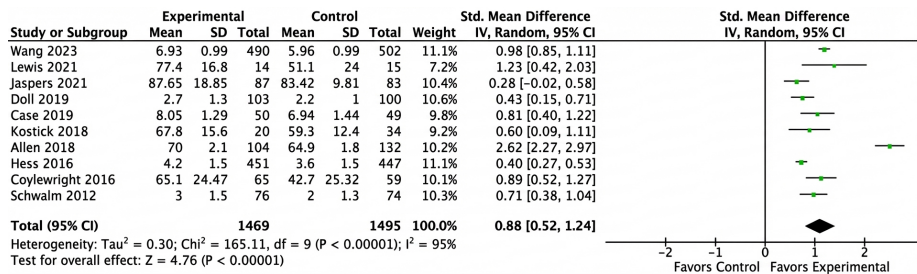 Experimental Control Std. Mean Difference Std. Mean Difference
Study or Subgroup Mean SD Total Mean SD Total Weight IV, Random, 95% CI IV, Random, 95% CI
Wang 2023 6.93 0.99 490 5.96 0.99 502 11.1% 0.98 [0.85, 1.11]
Lewis 2021 77.4 16.8 14 51.1 24 15 7.4% 1.23 [0.42, 2.03]
Jaspers 2021 87.65 18.85 87 83.42 9.81 83 10.5% 0.28 [−0.02, 0.58]
Doll 2019 2.7 1.3 103 2.2 1 100 10.6% 0.43 [0.15, 0.71]
Case 2019 8.05 1.29 50 6.94 1.44 49 9.8% 0.81 [0.40, 1.22]
Kostick 2018 67.8 15.6 20 59.3 12.4 34 9.2% 0.60 [0.09, 1.11]
Allen 2018 70 2.1 104 64.9 1.8 132 10.2% 2.62 [2.27, 2.97]
Hess 2016 4.2 1.5 451 3.6 1.5 447 11.1% 0.40 [0.27, 0.53]
Coylewright 2016 65.1 24.47 65 42.7 25.32 59 10.1% 0.89 [0.52, 1.27]
Schwalm 2012 3 1.5 76 2 1.3 74 10.3% 0.71 [0.38, 1.04]
Total (95% CI) 1469 1495 100.0% 0.88 [0.52, 1.24]
Heterogeneity: Tau² = 0.30; Chi² = 165.11, df = 9 (P < 0.00001); I² = 95%
Test for overall effect: Z = 4.76 (P < 0.00001)
−2 −1 0 1 2
Favors Control Favors Experimental